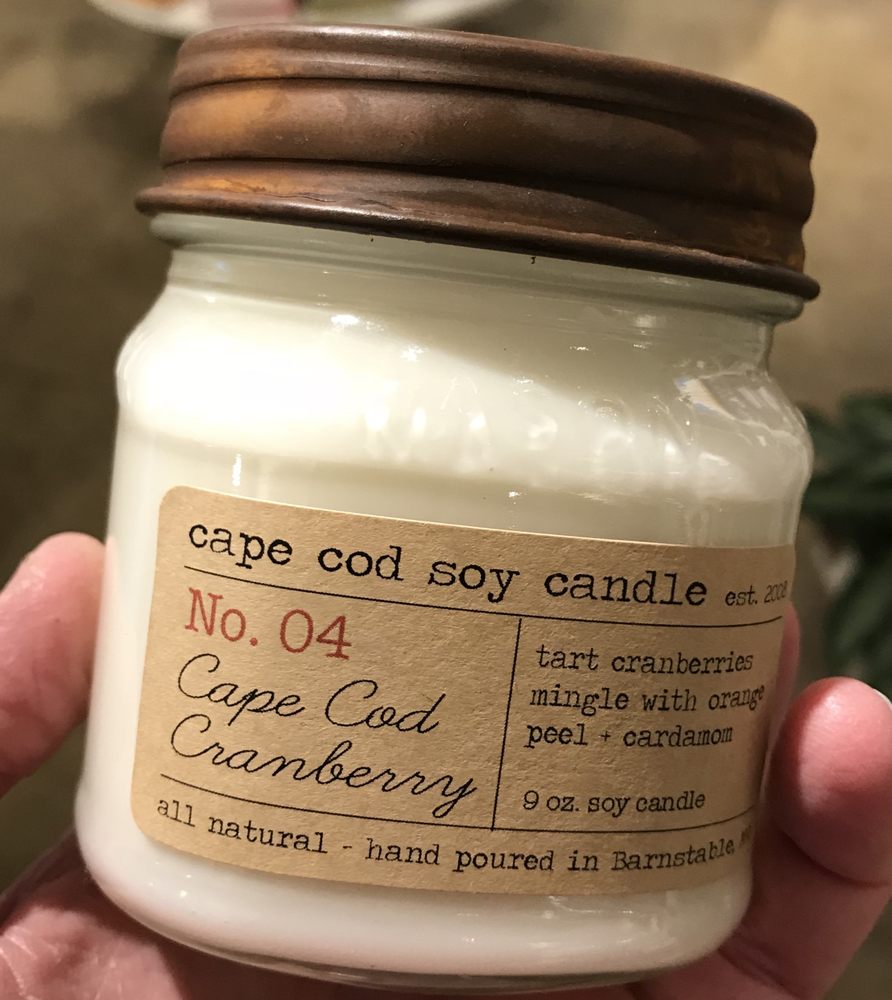 cape cod soy candle est. 2008
No. 04
Cape Cod
Cranberry
tart cranberries
mingle with orange
peel + cardamom
9 oz. soy candle
all natural - hand poured in Barnstable,